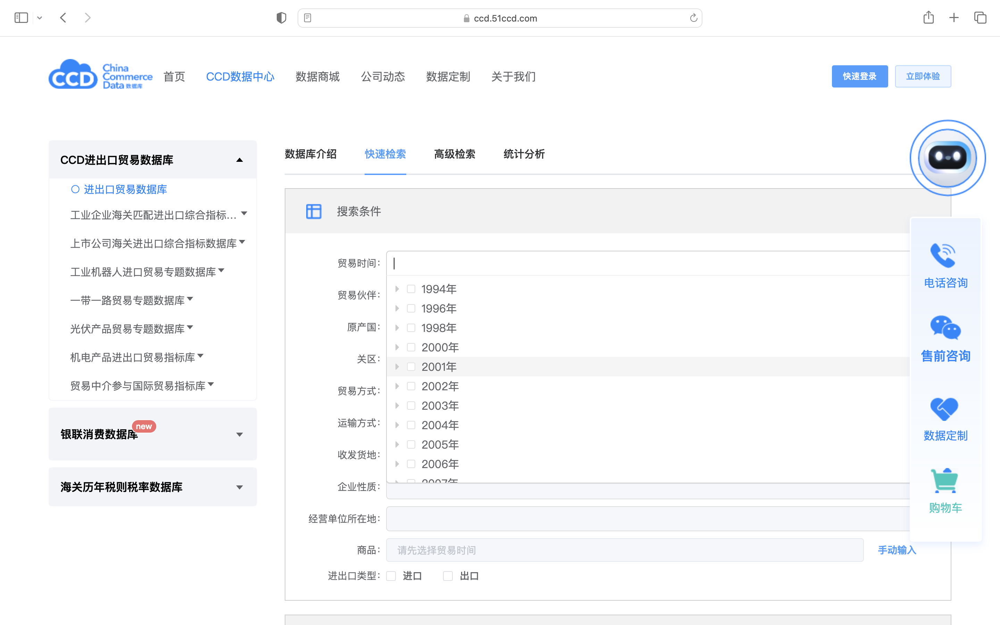 ccd.51ccd.com
CCD
China
Commerce
Data 数据库
首页
CCD数据中心
数据商城
公司动态
数据定制
关于我们
快速登录
立即体验
CCD进出口贸易数据库
进出口贸易数据库
工业企业海关匹配进出口综合指标...
上市公司海关进出口综合指标数据库
工业机器人进口贸易专题数据库
一带一路贸易专题数据库
光伏产品贸易专题数据库
机电产品进出口贸易指标库
贸易中介参与国际贸易指标库
银联消费数据库
new
海关历年税则税率数据库
数据库介绍
快速检索
高级检索
统计分析
搜索条件
贸易时间:
贸易伙伴:
原产国:
关区:
贸易方式:
运输方式:
收发货地:
企业性质:
经营单位所在地:
商品:
进出口类型:
1994年
1996年
1998年
2000年
2001年
2002年
2003年
2004年
2005年
2006年
2007年
请先选择贸易时间
手动输入
进口
出口
电话咨询
售前咨询
数据定制
购物车